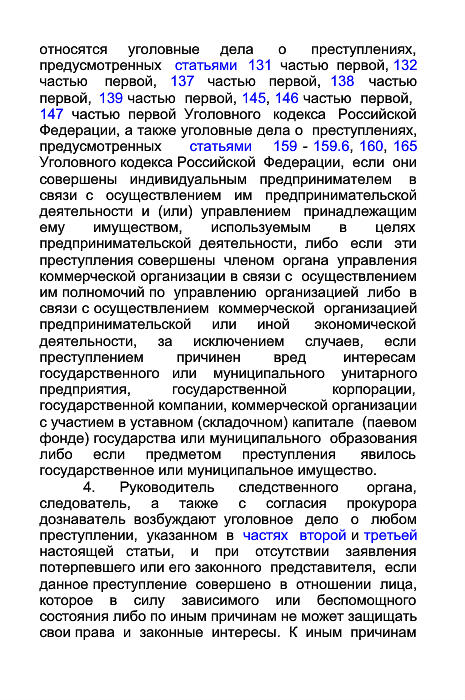 относятся уголовные дела о преступлениях,
предусмотренных статьями 131 частью первой, 132
частью первой, 137 частью первой, 138 частью
первой, 139 частью первой, 145, 146 частью первой,
147 частью первой Уголовного кодекса Российской
Федерации, а также уголовные дела о преступлениях,
предусмотренных статьями 159 - 159.6, 160, 165
Уголовного кодекса Российской Федерации, если они
совершены индивидуальным предпринимателем в
связи с осуществлением им предпринимательской
деятельности и (или) управлением принадлежащим
ему имуществом, используемым в целях
предпринимательской деятельности, либо если эти
преступления совершены членом органа управления
коммерческой организации в связи с осуществлением
им полномочий по управлению организацией либо в
связи с осуществлением коммерческой организацией
предпринимательской или иной экономической
деятельности, за исключением случаев, если
преступлением причинен вред интересам
государственного или муниципального унитарного
предприятия, государственной корпорации,
государственной компании, коммерческой организации
с участием в уставном (складочном) капитале (паевом
фонде) государства или муниципального образования
либо если предметом преступления явилось
государственное или муниципальное имущество.
4. Руководитель следственного органа,
следователь, а также с согласия прокурора
дознаватель возбуждают уголовное дело о любом
преступлении, указанном в частях второй и третьей
настоящей статьи, и при отсутствии заявления
потерпевшего или его законного представителя, если
данное преступление совершено в отношении лица,
которое в силу зависимого или беспомощного
состояния либо по иным причинам не может защищать
свои права и законные интересы. К иным причинам